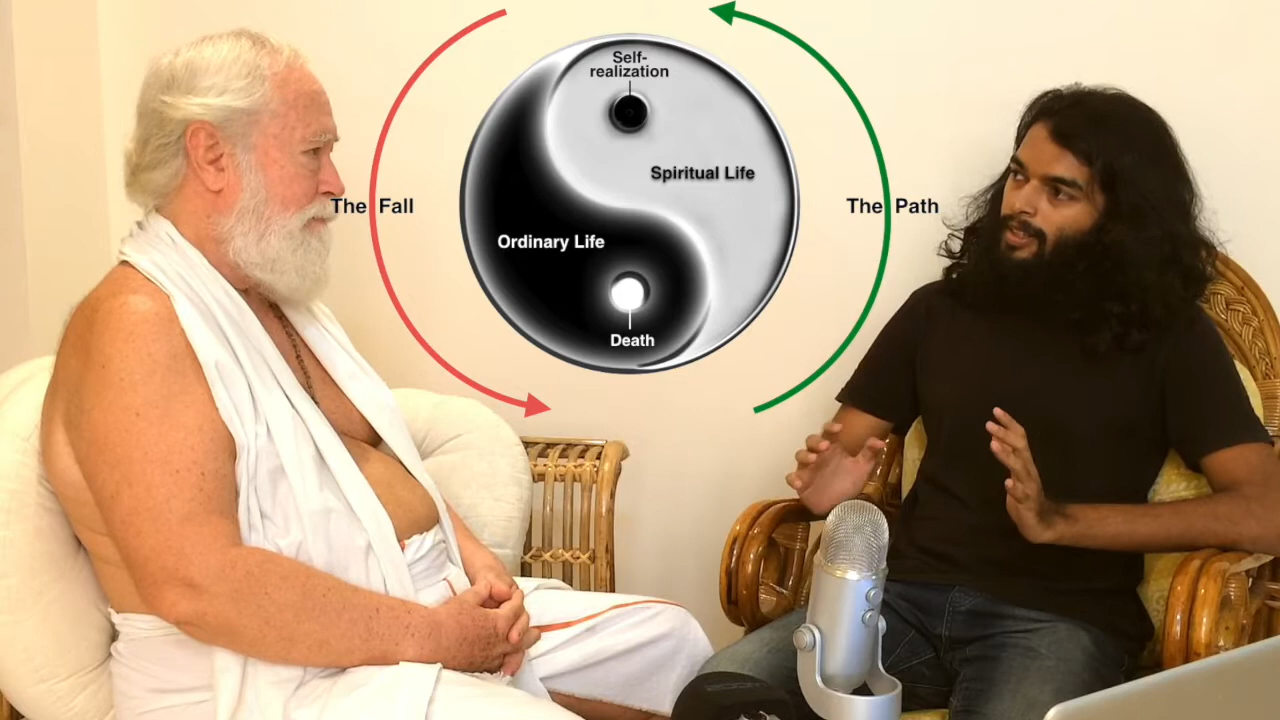 Self-
realization
Spiritual Life
The Fall
The Path
Ordinary Life
Death